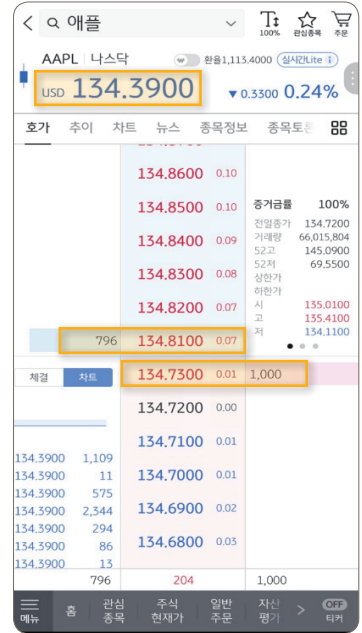 애플
100%
관심종목
주문
AAPL 나스닥 ₩ 환율1,113.4000 실시간Lite
USD 134.3900 ▼0.3300 0.24%
호가 추이 차트 뉴스 종목정보 종목토론
134.8600 0.10
134.8500 0.10
134.8400 0.09
134.8300 0.08
134.8200 0.07
796 134.8100 0.07
134.7300 0.01 1,000
134.7200 0.00
134.7100 0.01
134.7000 0.01
134.6900 0.02
134.6800 0.03
증거금률 100%
전일종가 134.7200
거래량 66,015,804
52고 145.0900
52저 69.5500
상한가
하한가
시 135.0100
고 135.4100
저 134.1100
체결 차트
134.3900 1,109
134.3900 11
134.3900 575
134.3900 2,344
134.3900 294
134.3900 86
134.3900 13
796 204 1,000
메뉴
홈
관심
종목
주식
현재가
일반
주문
자산
평가
>
OFF
티커